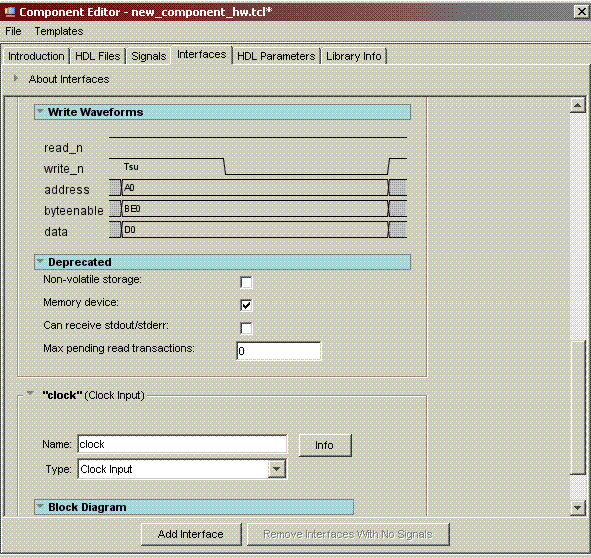 Component Editor - new_component_hw.tcl*
File Templates
Introduction HDL Files Signals Interfaces HDL Parameters Library Info
About Interfaces
Write Waveforms
read_n
write_n Tsu
address A0
byteenable BE0
data D0
Deprecated
Non-volatile storage:
Memory device:
Can receive stdout/stderr:
Max pending read transactions: 0
"clock" (Clock Input)
Name: clock Info
Type: Clock Input
Block Diagram
Add Interface Remove Interfaces With No Signals